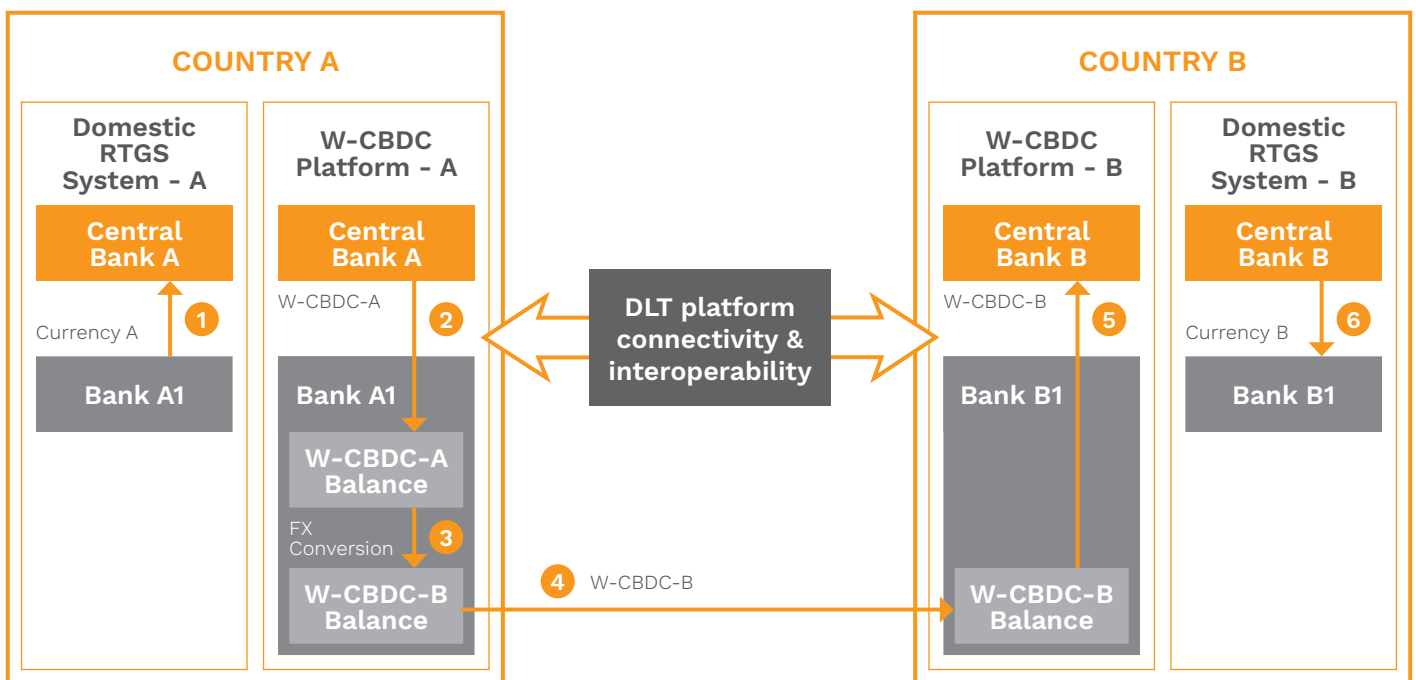 COUNTRY A
Domestic
RTGS
System - A
Central
Bank A
1
Currency A
Bank A1
W-CBDC
Platform - A
Central
Bank A
W-CBDC-A
2
Bank A1
W-CBDC-A
Balance
FX
Conversion
3
W-CBDC-B
Balance
4
W-CBDC-B
DLT platform
connectivity &
interoperability
COUNTRY B
W-CBDC
Platform - B
Central
Bank B
W-CBDC-B
5
Bank B1
W-CBDC-B
Balance
Domestic
RTGS
System - B
Central
Bank B
6
Currency B
Bank B1